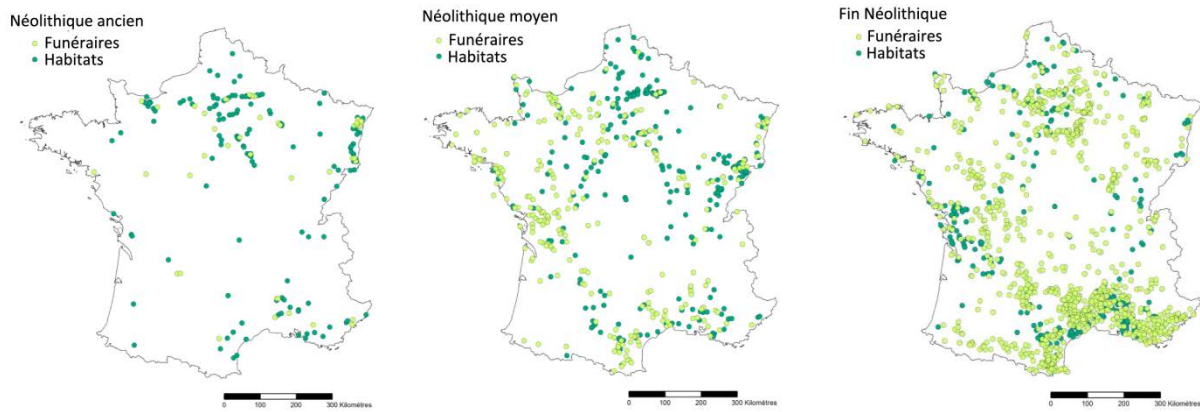 Néolithique ancien
Funéraires
Habitats
0 100 200 300 Kilomètres
Néolithique moyen
Funéraires
Habitats
0 100 200 300 Kilomètres
Fin Néolithique
Funéraires
Habitats
0 100 200 300 Kilomètres